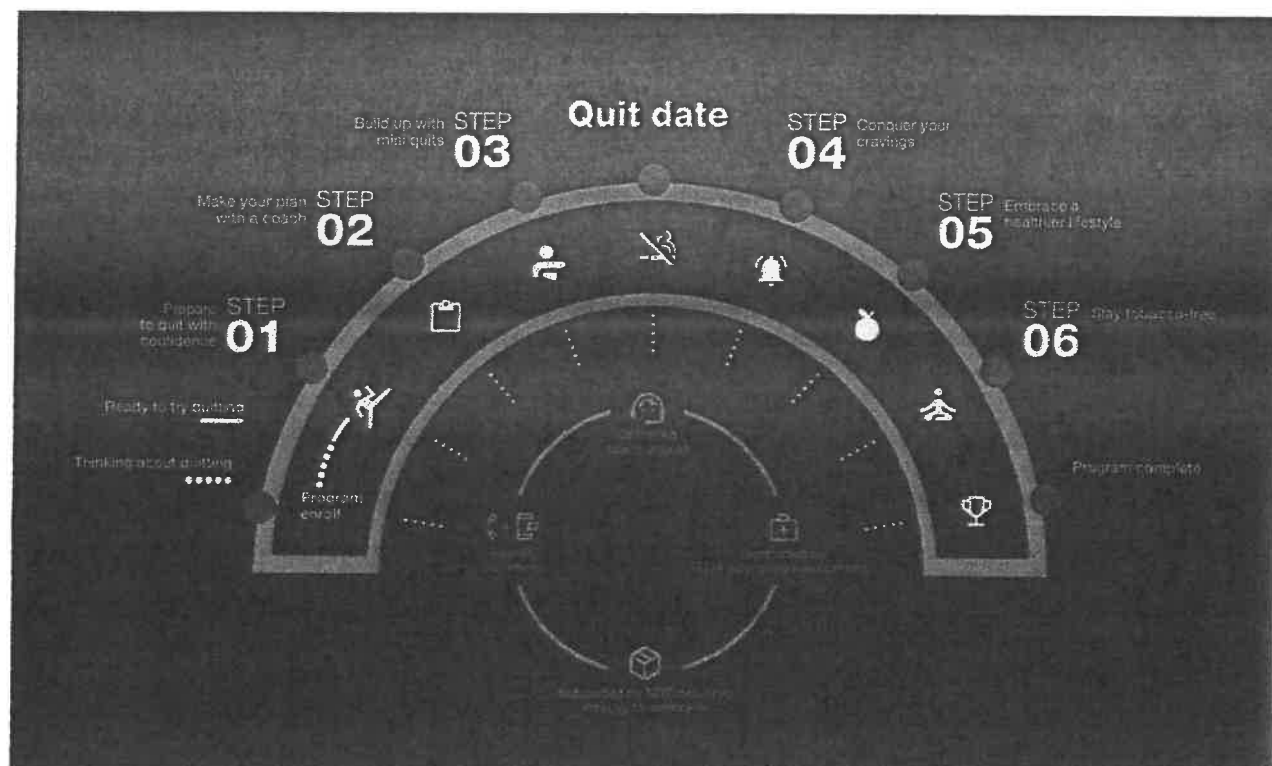 Quit date
Build up with
mini quits
STEP
03
STEP
04
Conquer your
cravings
Make your plan
with a coach
STEP
02
STEP
05
Embrace a
healthier lifestyle
Prepare
to quit with
confidence
STEP
01
STEP
06
Stay tobacco-free
Ready to try quitting
Thinking about quitting
Program
enroll
Program complete